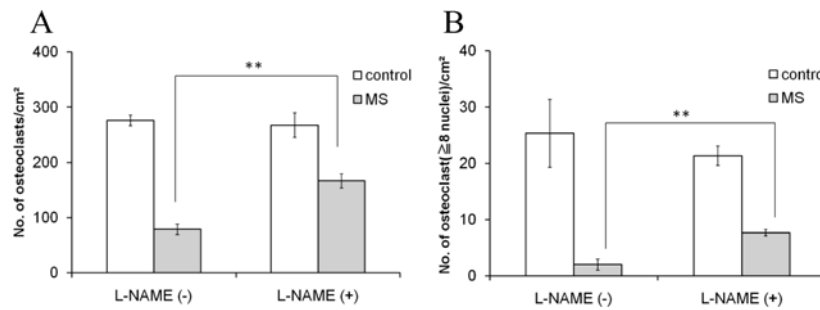 A
No. of osteoclasts/cm²
400
300
200
100
0
**
control
MS
L-NAME (-)
L-NAME (+)
B
No. of osteoclast(≧8 nuclei)/cm²
40
30
20
10
0
**
contro
MS
L-NAME (-)
L-NAME (+)